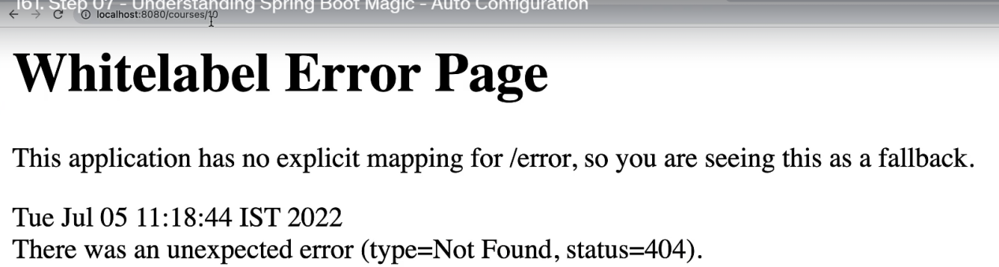 161. Step 07 - Understanding Spring Boot Magic - Auto Configuration
localhost:8080/courses/10
Whitelabel Error Page
This application has no explicit mapping for /error, so you are seeing this as a fallback.
Tue Jul 05 11:18:44 IST 2022
There was an unexpected error (type=Not Found, status=404).